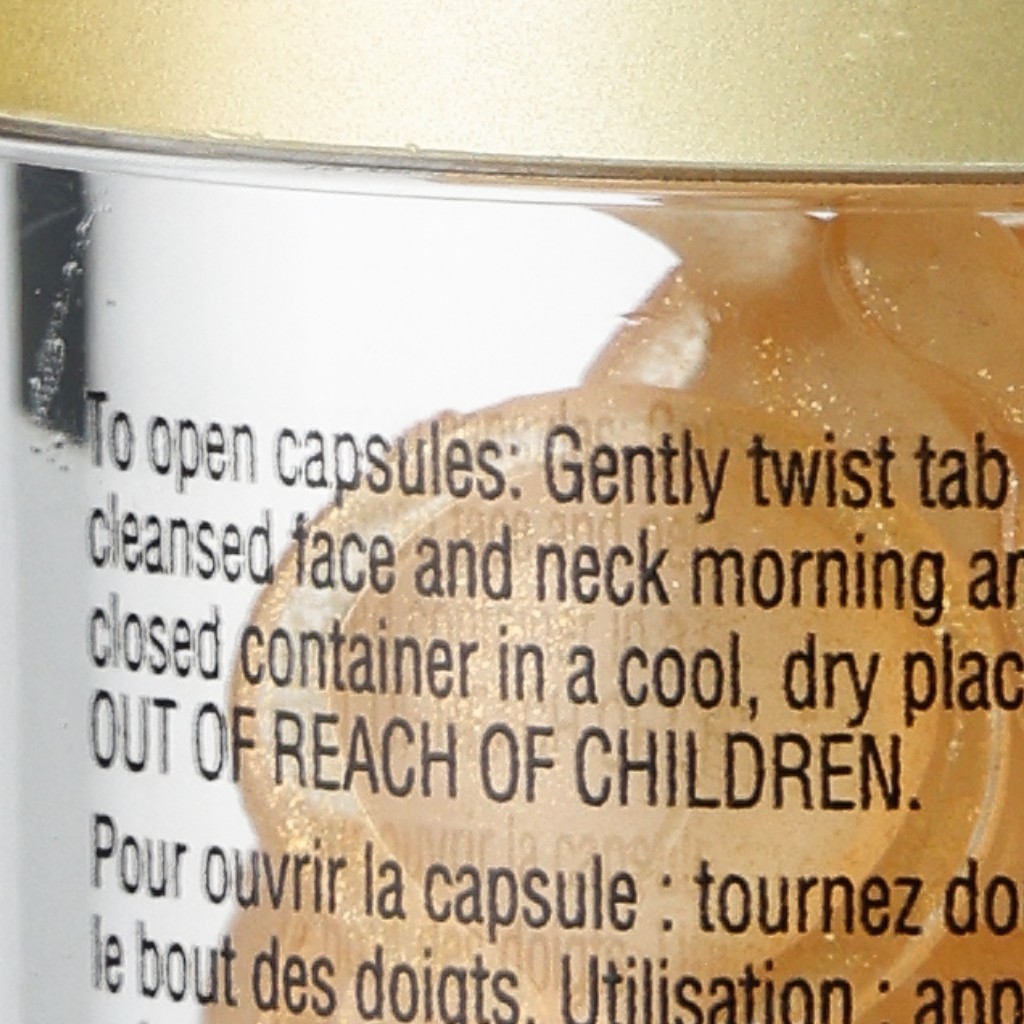 To open capsules: Gently twist tab
cleansed face and neck morning an
closed container in a cool, dry plac
OUT OF REACH OF CHILDREN.
Pour ouvrir la capsule : tournez do
le bout des doigts. Utilisation : app